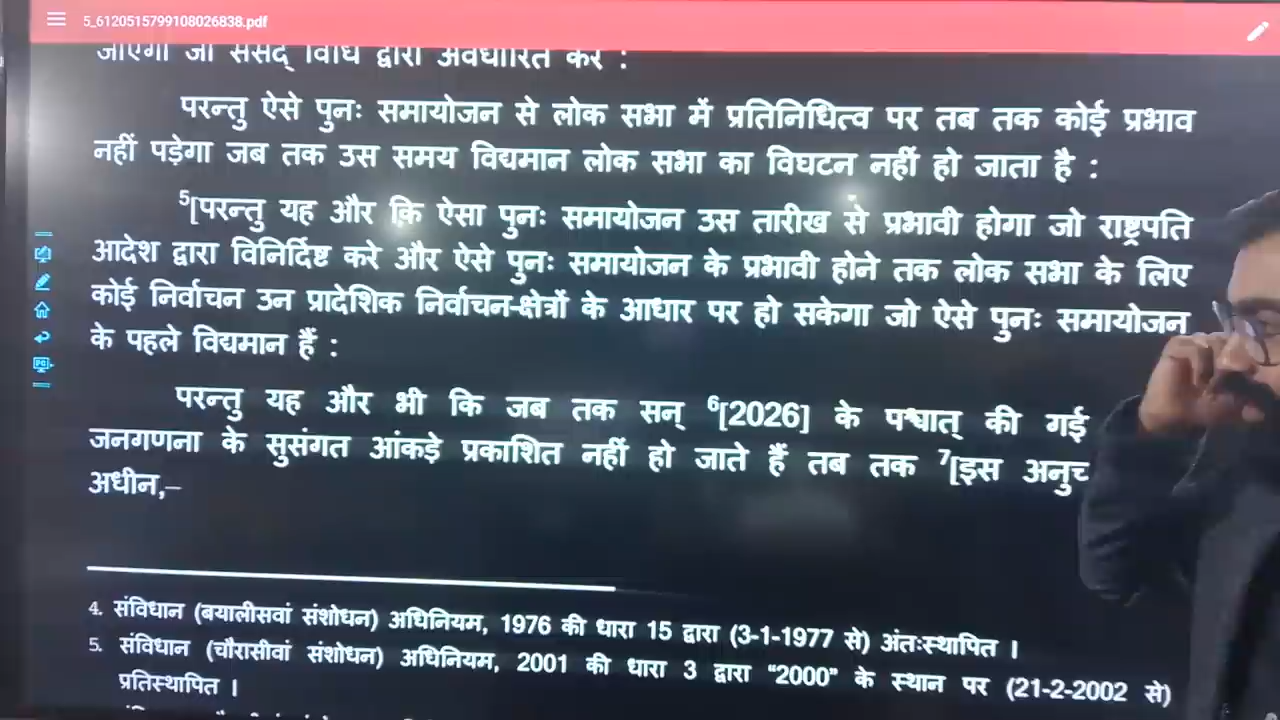 5_6120515799108026838.pdf
जाएगा जो संसद् विधि द्वारा अवधारित करे :
परन्तु ऐसे पुनः समायोजन से लोक सभा में प्रतिनिधित्व पर तब तक कोई प्रभाव
नहीं पड़ेगा जब तक उस समय विद्यमान लोक सभा का विघटन नहीं हो जाता है :
5[परन्तु यह और कि ऐसा पुनः समायोजन उस तारीख से प्रभावी होगा जो राष्ट्रपति
आदेश द्वारा विनिर्दिष्ट करे और ऐसे पुनः समायोजन के प्रभावी होने तक लोक सभा के लिए
कोई निर्वाचन उन प्रादेशिक निर्वाचन-क्षेत्रों के आधार पर हो सकेगा जो ऐसे पुनः समायोजन
के पहले विद्यमान हैं :
परन्तु यह और भी कि जब तक सन् 6[2026] के पश्चात् की गई
जनगणना के सुसंगत आंकड़े प्रकाशित नहीं हो जाते हैं तब तक 7[इस
अधीन,–
4. संविधान (बयालीसवां संशोधन) अधिनियम, 1976 की धारा 15 द्वारा (3-1-1977 से) अंतःस्थापित ।
5. संविधान (चौरासीवां संशोधन) अधिनियम, 2001 की धारा 3 द्वारा “2000” के स्थान पर (21-2-2002 से)
प्रतिस्थापित ।